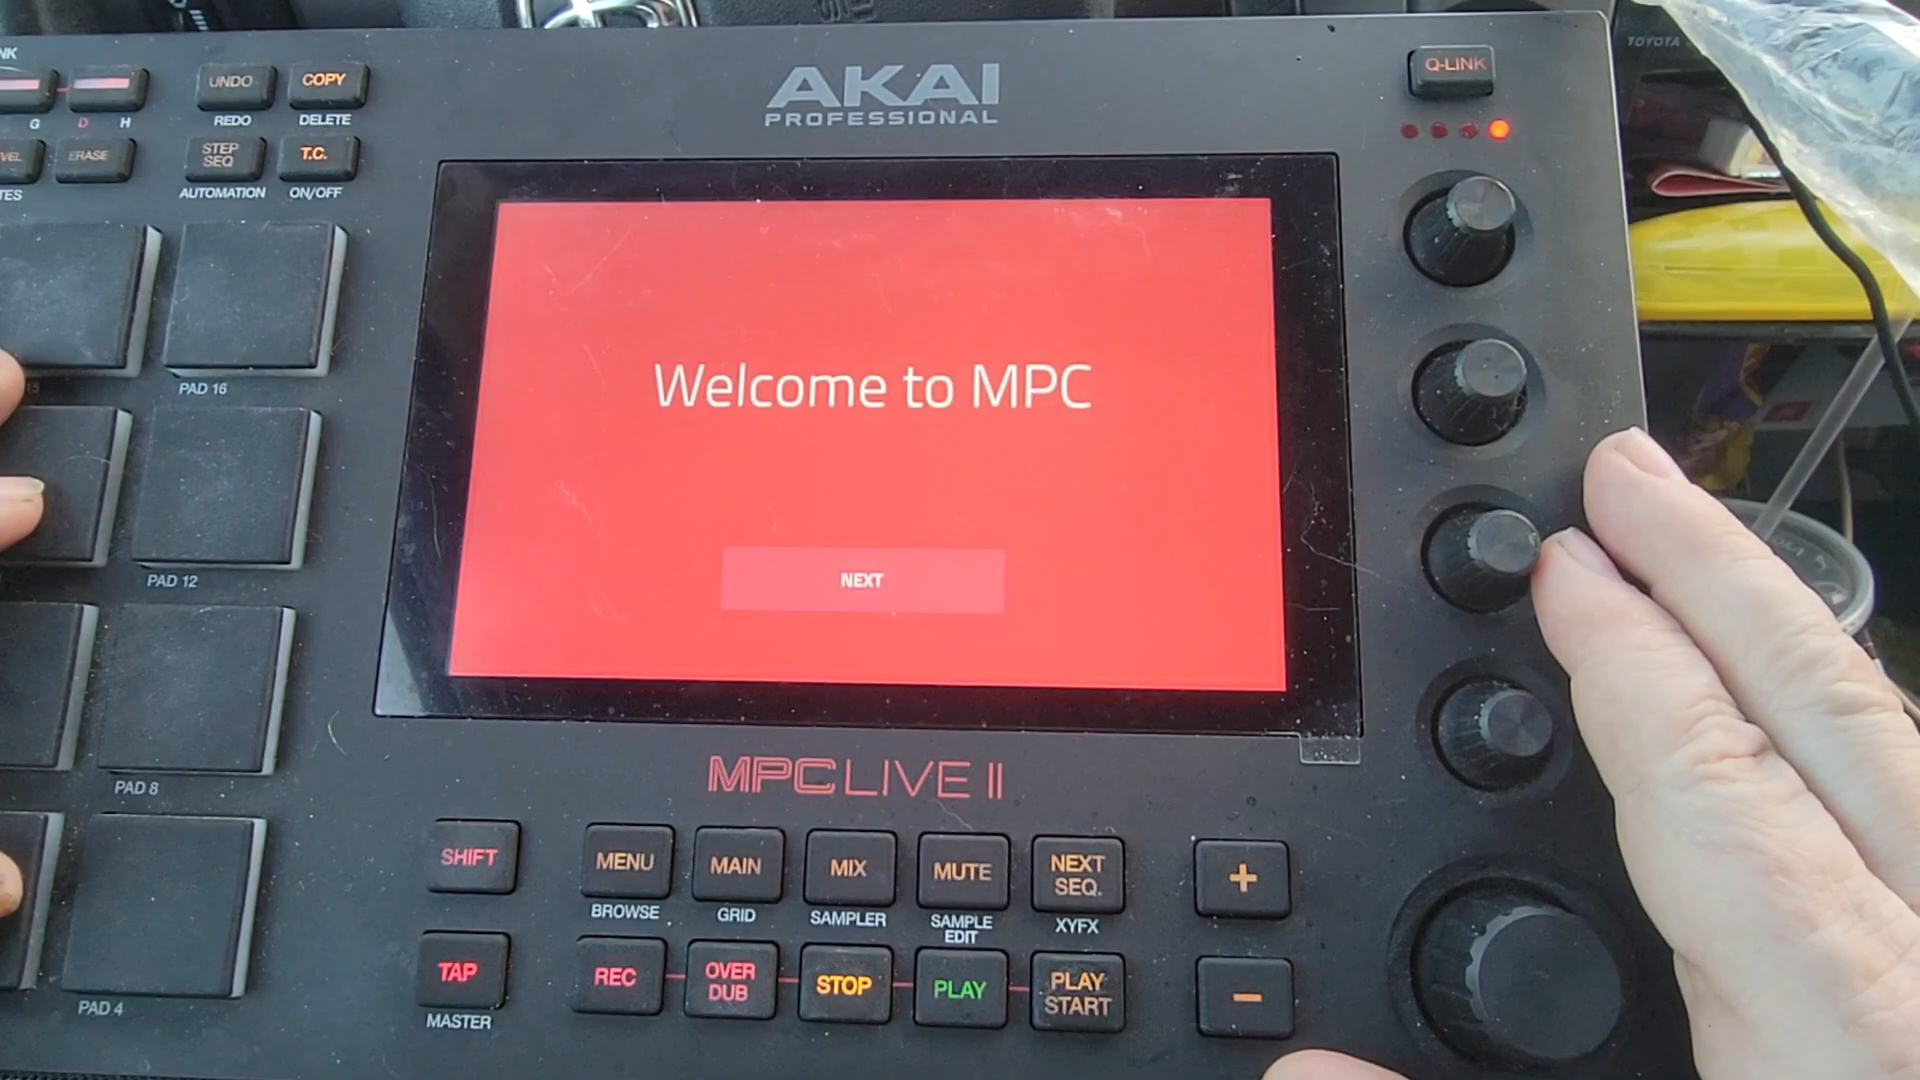 NK
G
D
H
UNDO
COPY
REDO
DELETE
STEP
SEQ
T.C.
ERASE
AUTOMATION
ON/OFF
AKAI
PROFESSIONAL
Q-LINK
TOYOTA
Welcome to MPC
NEXT
15
PAD 16
PAD 12
PAD 8
PAD 4
MPC LIVE II
SHIFT
MENU
MAIN
MIX
MUTE
NEXT
SEQ.
+
BROWSE
GRID
SAMPLER
SAMPLE
EDIT
XYFX
TAP
REC
OVER
DUB
STOP
PLAY
PLAY
START
−
MASTER